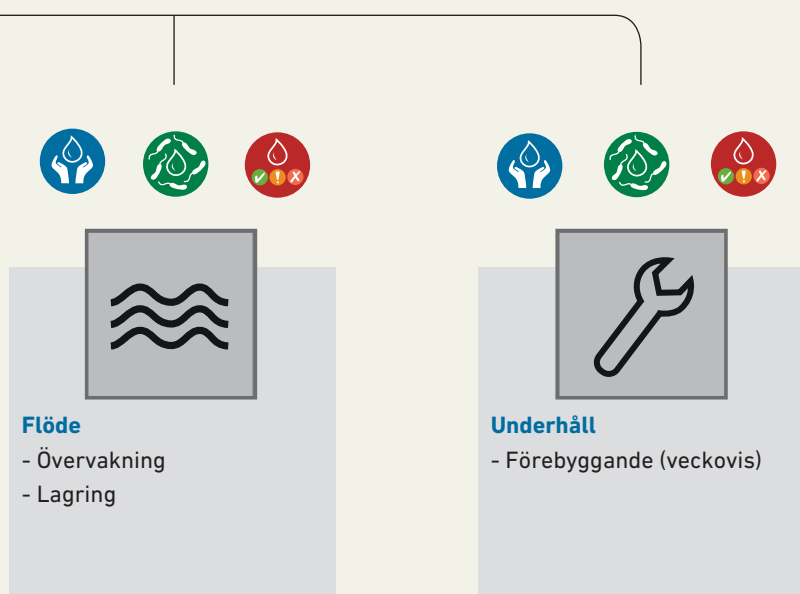 Flöde
- Övervakning
- Lagring
Underhåll
- Förebyggande (veckovis)